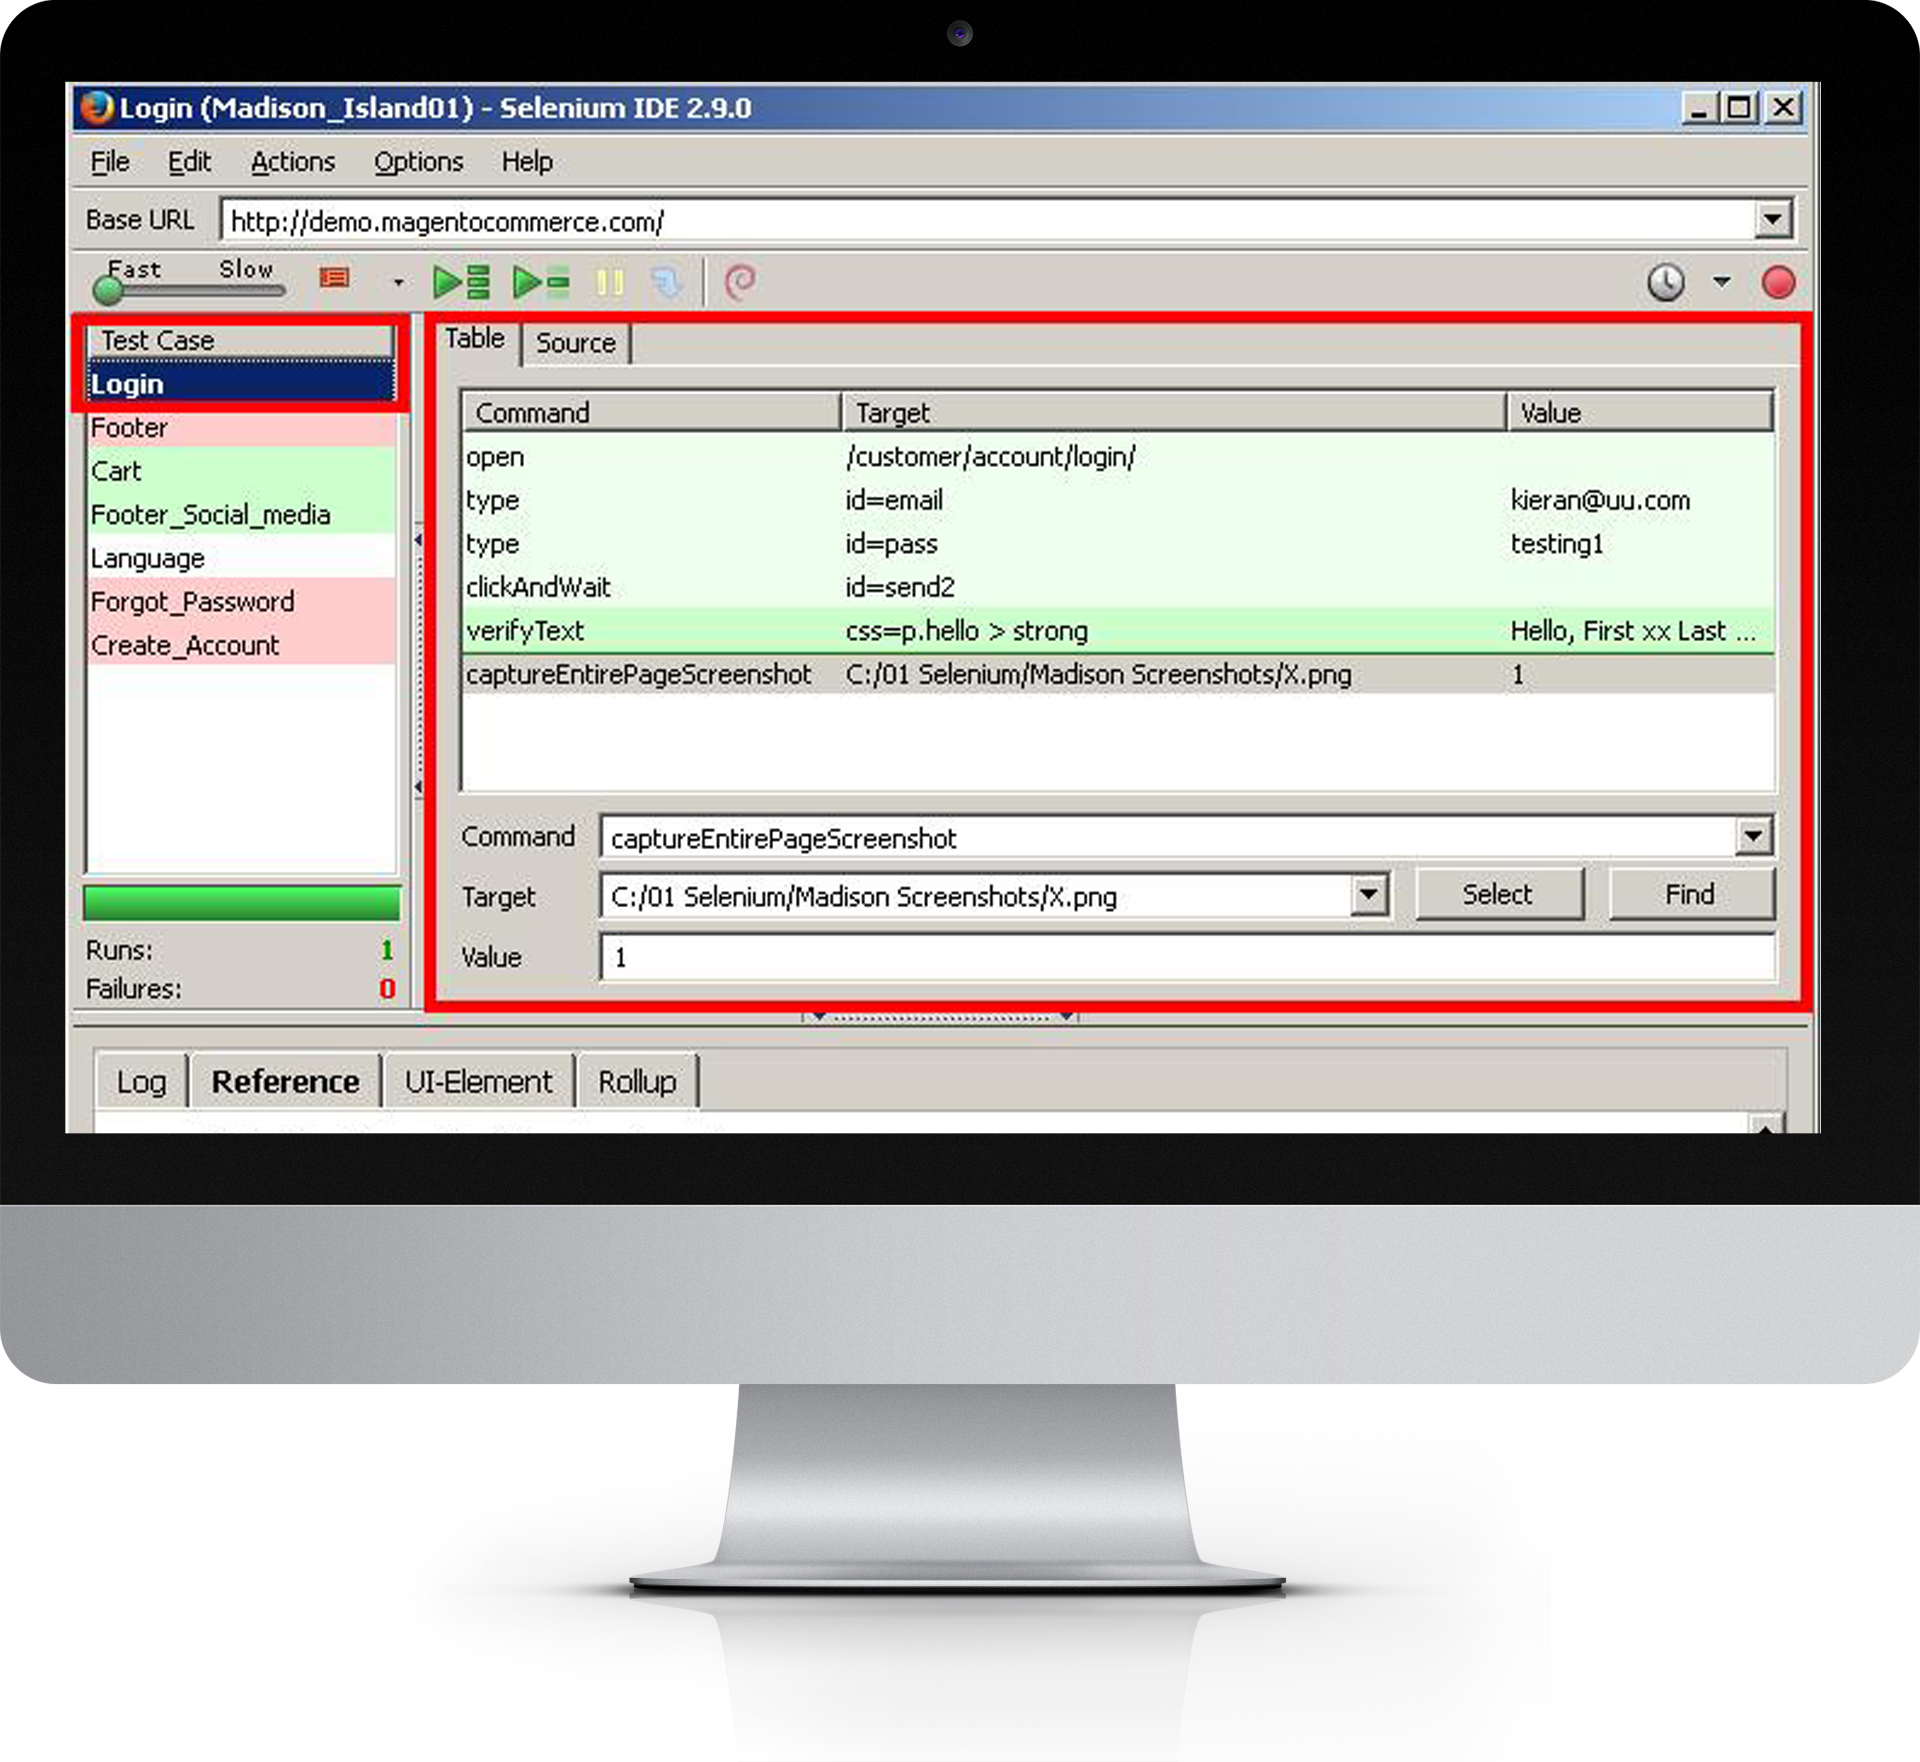 Login (Madison_Island01) - Selenium IDE 2.9.0
File Edit Actions Options Help
Base URL http://demo.magentocommerce.com/
Fast Slow
Test Case
Login
Footer
Cart
Footer_Social_media
Language
Forgot_Password
Create_Account
Runs: 1
Failures: 0
Table Source
Command Target Value
open /customer/account/login/
type id=email kieran@uu.com
type id=pass testing1
clickAndWait id=send2
verifyText css=p.hello > strong Hello, First xx Last ...
captureEntirePageScreenshot C:/01 Selenium/Madison Screenshots/X.png 1
Command captureEntirePageScreenshot
Target C:/01 Selenium/Madison Screenshots/X.png Select Find
Value 1
Log Reference UI-Element Rollup